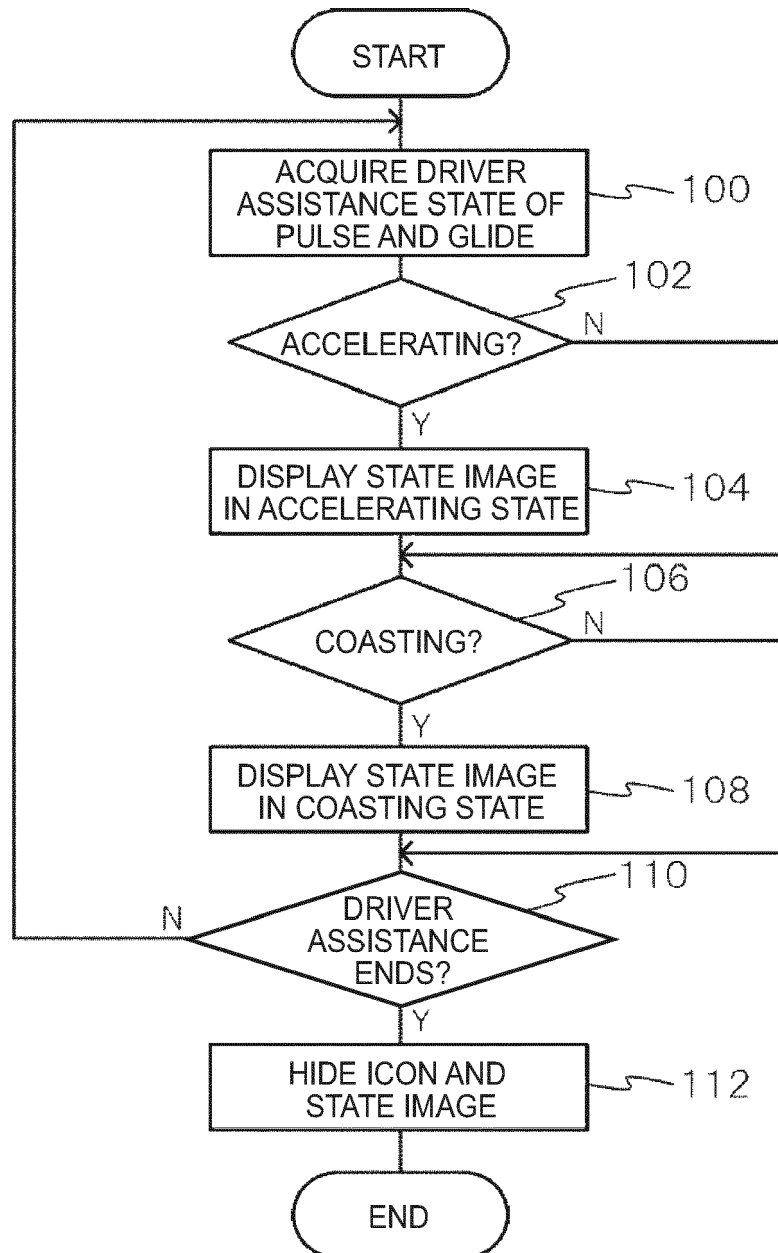 START
ACQUIRE DRIVER
ASSISTANCE STATE OF
PULSE AND GLIDE
100
102
ACCELERATING?
N
Y
DISPLAY STATE IMAGE
IN ACCELERATING STATE
104
106
COASTING?
N
Y
DISPLAY STATE IMAGE
IN COASTING STATE
108
110
N
DRIVER
ASSISTANCE
ENDS?
Y
HIDE ICON AND
STATE IMAGE
112
END